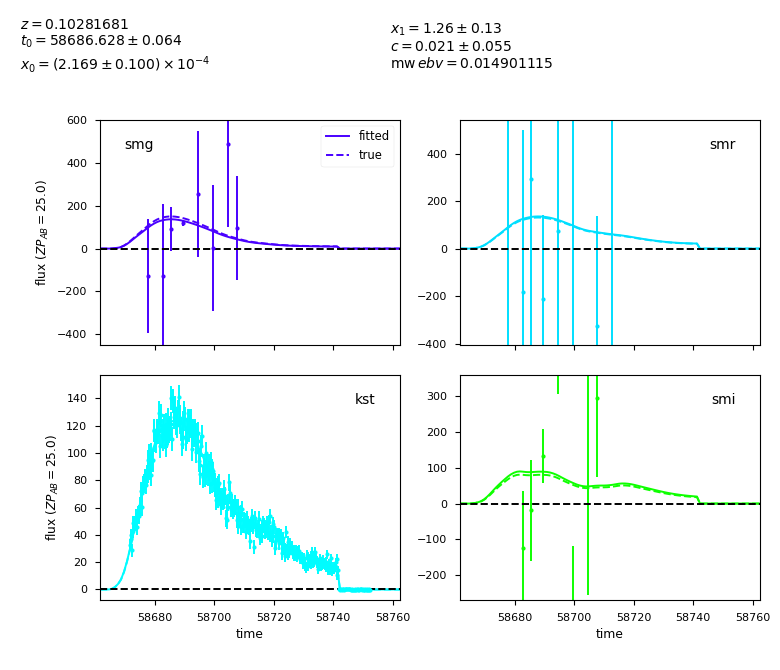 z = 0.10281681
t₀ = 58686.628 ± 0.064
x₀ = (2.169 ± 0.100) × 10⁻⁴
x₁ = 1.26 ± 0.13
c = 0.021 ± 0.055
mw ebv = 0.014901115
smg
fitted
true
600
400
200
0
−200
−400
flux (ZP_AB = 25.0)
smr
400
200
0
−200
−400
kst
140
120
100
80
60
40
20
0
flux (ZP_AB = 25.0)
58680
58700
58720
58740
58760
time
smi
300
200
100
0
−100
−200
58680
58700
58720
58740
58760
time